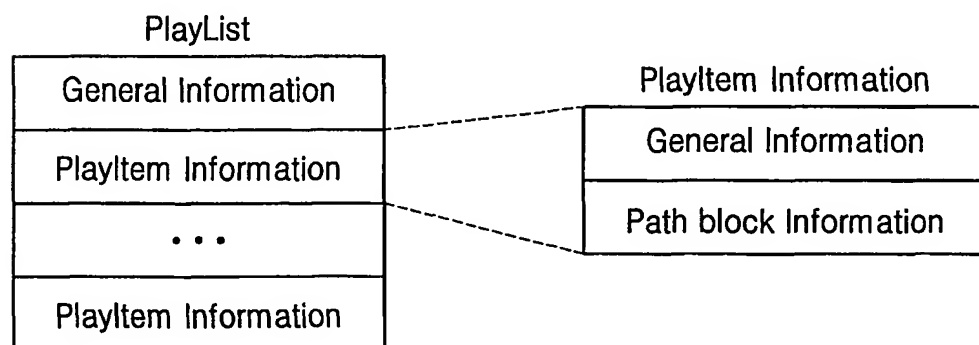 PlayList
General Information
PlayItem Information
...
PlayItem Information
PlayItem Information
General Information
Path block Information